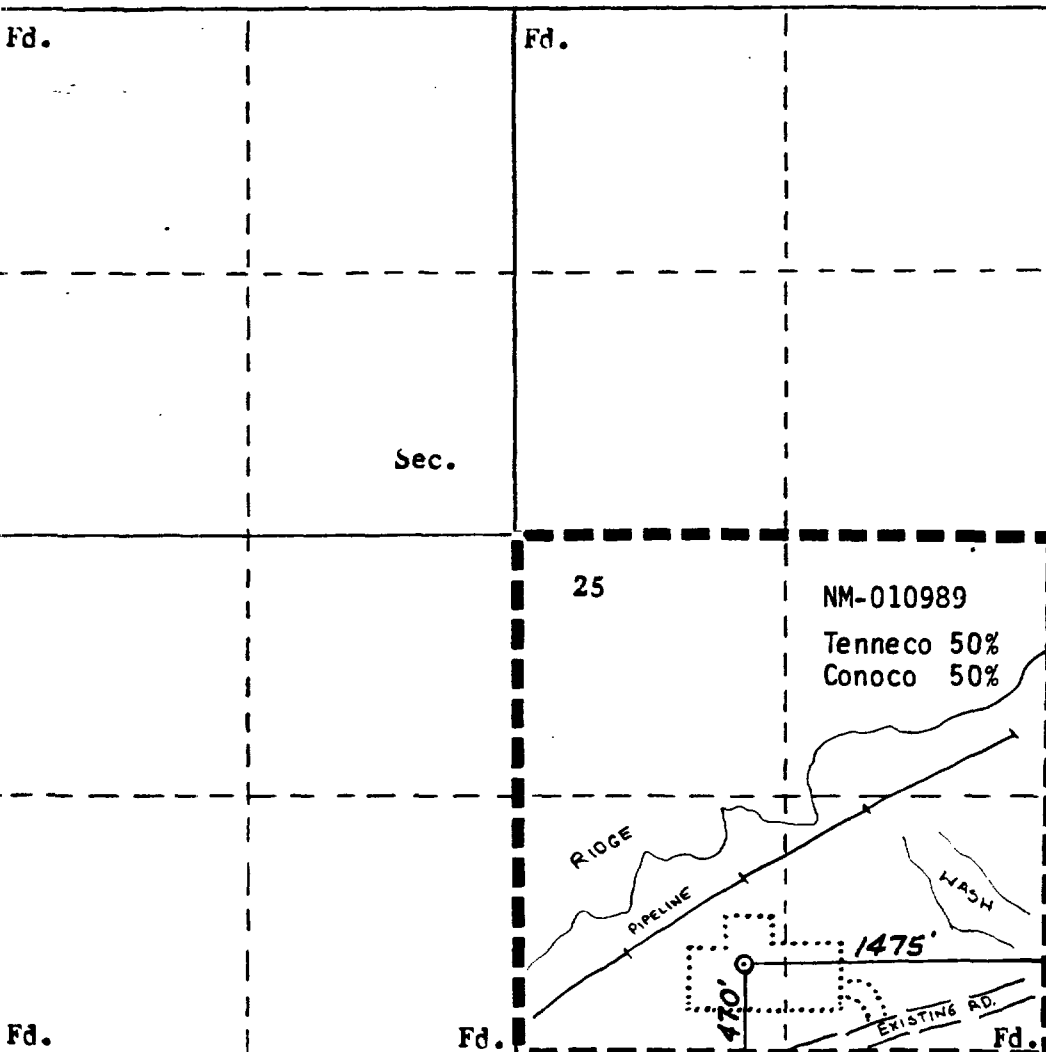 Fd.
Fd.
Sec.
25
NM-010989
Tenneco 50%
Conoco 50%
RIDGE
PIPELINE
WASH
1475'
470'
EXISTING RD.
Fd.
Fd.
Fd.